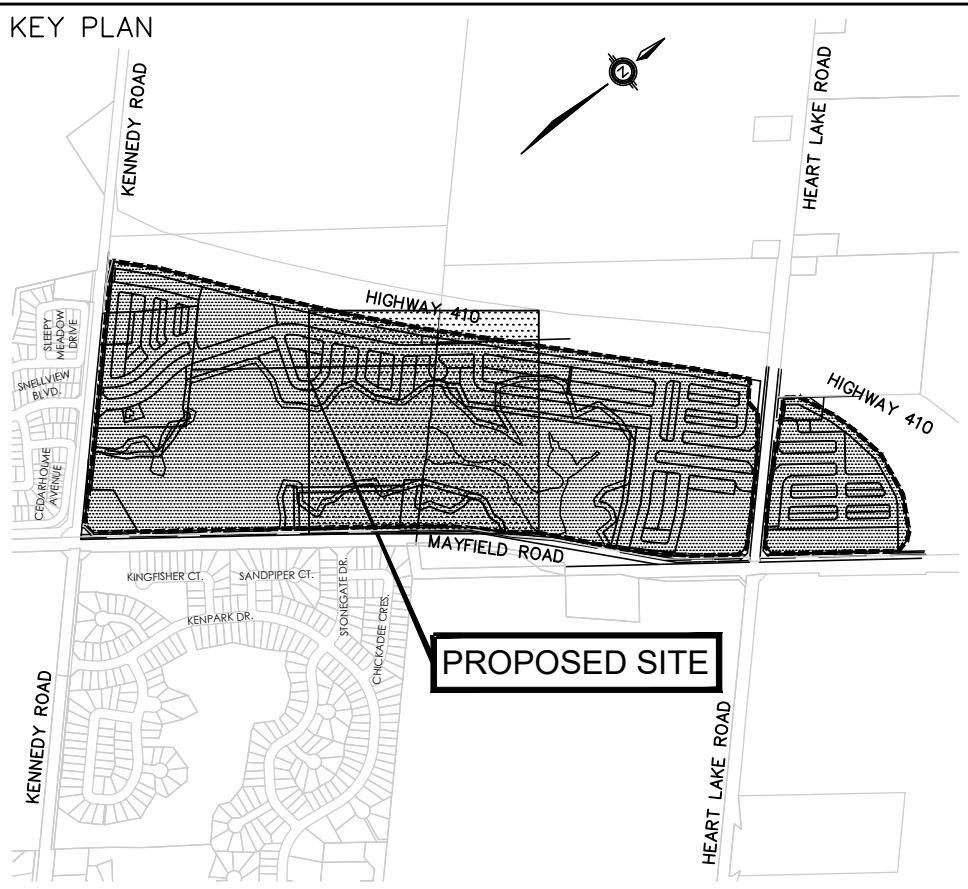 KEY PLAN
KENNEDY ROAD
HEART LAKE ROAD
N
HIGHWAY 410
HIGHWAY 410
SLEEPY
MEADOW
DRIVE
SNELLVIEW
BLVD.
CEDARHOLME
AVENUE
MAYFIELD ROAD
KINGFISHER CT.
SANDPIPER CT.
STONEGATE DR.
KENPARK DR.
CHICKADEE CRES.
PROPOSED SITE
KENNEDY ROAD
HEART LAKE ROAD